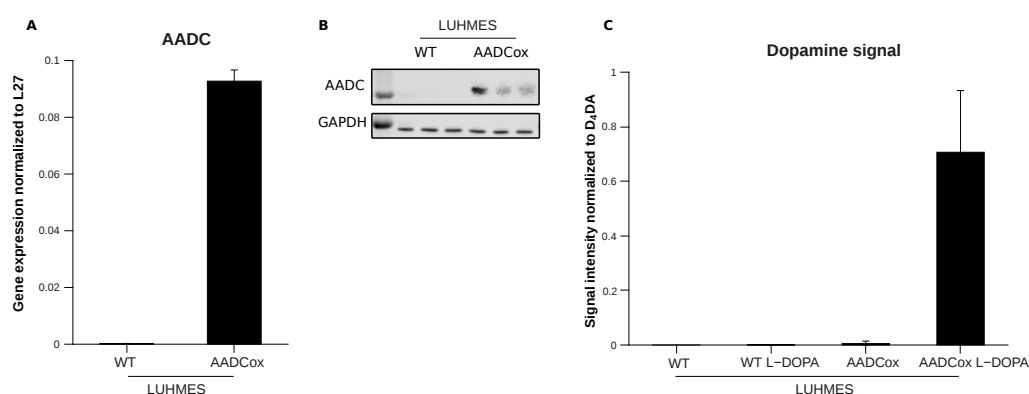 A
AADC
Gene expression normalized to L27
0.1
0.08
0.06
0.04
0.02
0
WT
AADCox
LUHMES
B
LUHMES
WT
AADCox
AADC
GAPDH
C
Dopamine signal
Signal intensity normalized to D₄DA
1
0.8
0.6
0.4
0.2
0
WT
WT L−DOPA
AADCox
AADCox L−DOPA
LUHMES